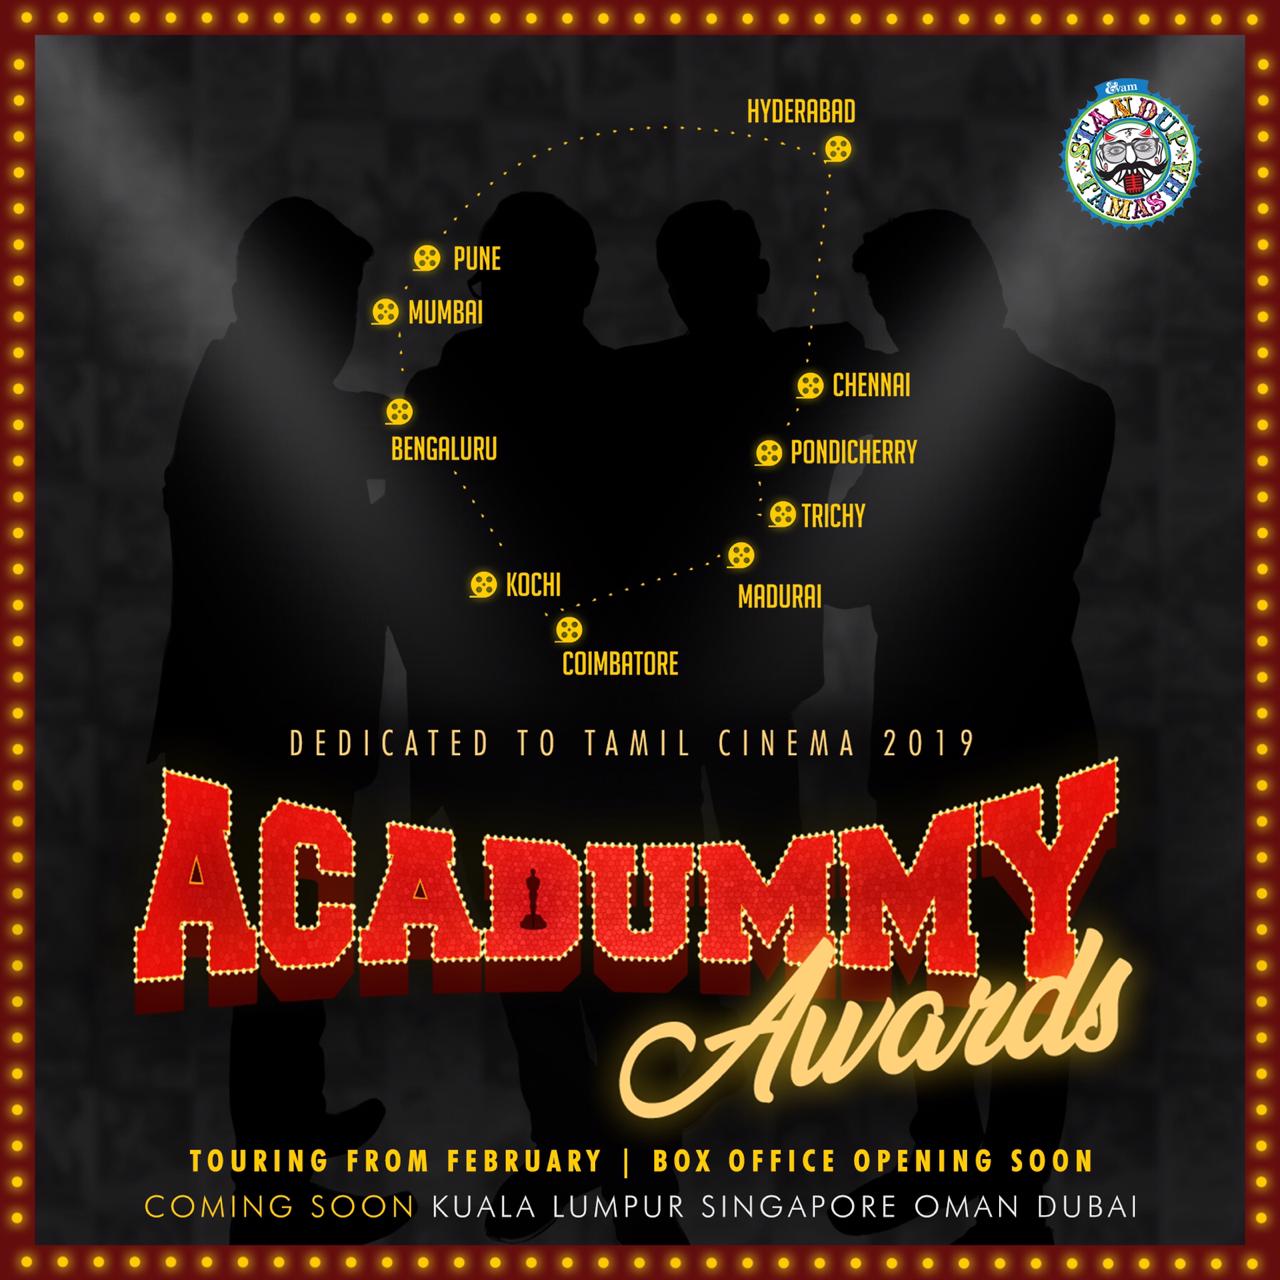 HYDERABAD
Evam
STANDUP
TAMASHA
PUNE
MUMBAI
CHENNAI
BENGALURU
PONDICHERRY
TRICHY
KOCHI
MADURAI
COIMBATORE
DEDICATED TO TAMIL CINEMA 2019
ACADUMMY
Awards
TOURING FROM FEBRUARY | BOX OFFICE OPENING SOON
COMING SOON KUALA LUMPUR SINGAPORE OMAN DUBAI